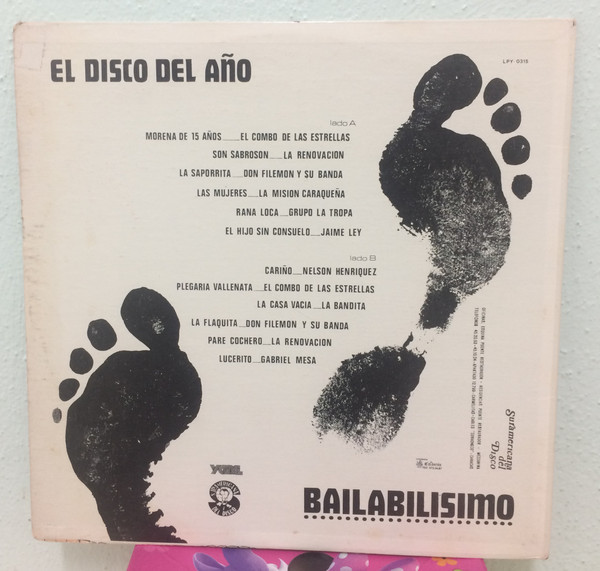 EL DISCO DEL AÑO
LPY 0315
lado A
MORENA DE 15 AÑOS......EL COMBO DE LAS ESTRELLAS
SON SABROSON.....LA RENOVACION
LA SAPORRITA.....DON FILEMON Y SU BANDA
LAS MUJERES.....LA MISION CARAQUEÑA
RANA LOCA.....GRUPO LA TROPA
EL HIJO SIN CONSUELO.....JAIME LEY
lado B
CARIÑO.....NELSON HENRIQUEZ
PLEGARIA VALLENATA.....EL COMBO DE LAS ESTRELLAS
LA CASA VACIA.....LA BANDITA
LA FLAQUITA.....DON FILEMON Y SU BANDA
PARE COCHERO.....LA RENOVACION
LUCERITO.....GABRIEL MESA
Suramericana
del
Disco
DEL DISCO
BAILABILISIMO